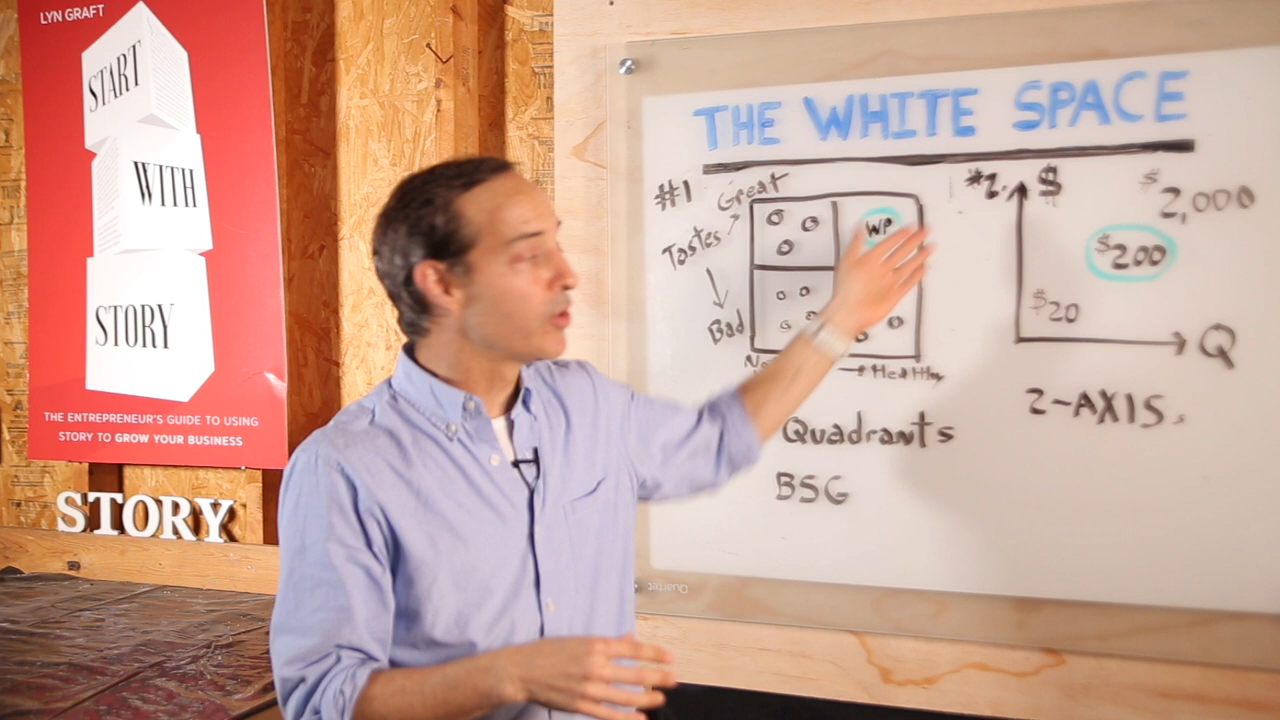 LYN GRAFT
START
WITH
STORY
THE ENTREPRENEUR'S GUIDE TO USING
STORY TO GROW YOUR BUSINESS
STORY
THE WHITE SPACE
#1
Great
Tastes
Bad
WP
Healthy
Quadrants
BSG
#2.
$
$2,000
$200
$20
Q
2-AXIS.
Quartet